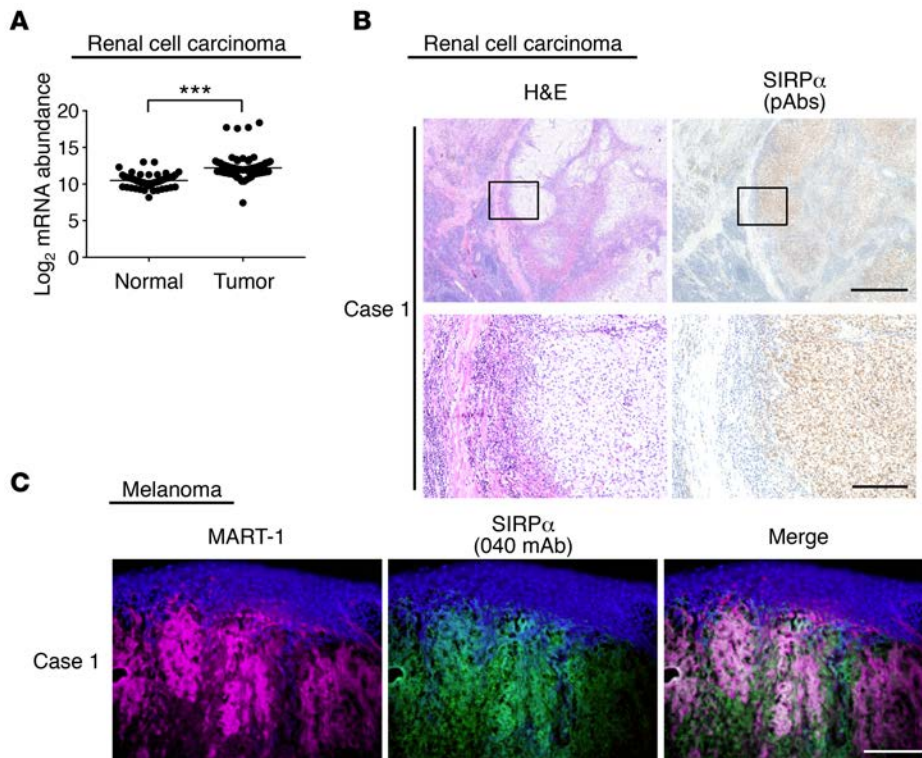 A
Renal cell carcinoma
***
Log2 mRNA abundance
20
15
10
5
0
Normal
Tumor
B
Renal cell carcinoma
H&E
SIRPα
(pAbs)
Case 1
C
Melanoma
MART-1
SIRPα
(040 mAb)
Merge
Case 1